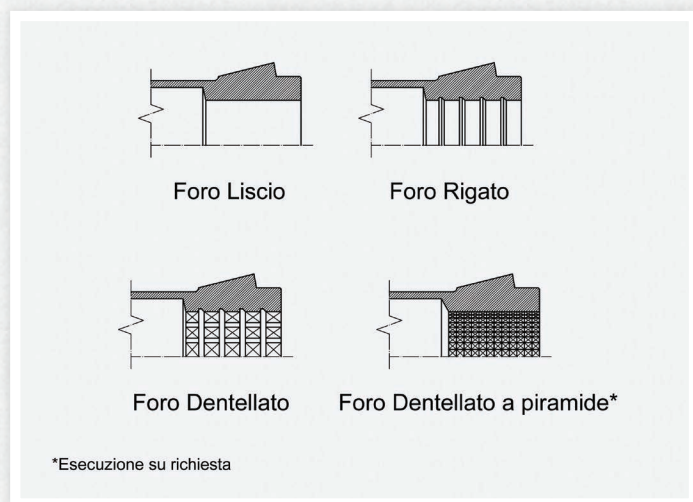 Foro Liscio
Foro Rigato
Foro Dentellato
Foro Dentellato a piramide*
*Esecuzione su richiesta